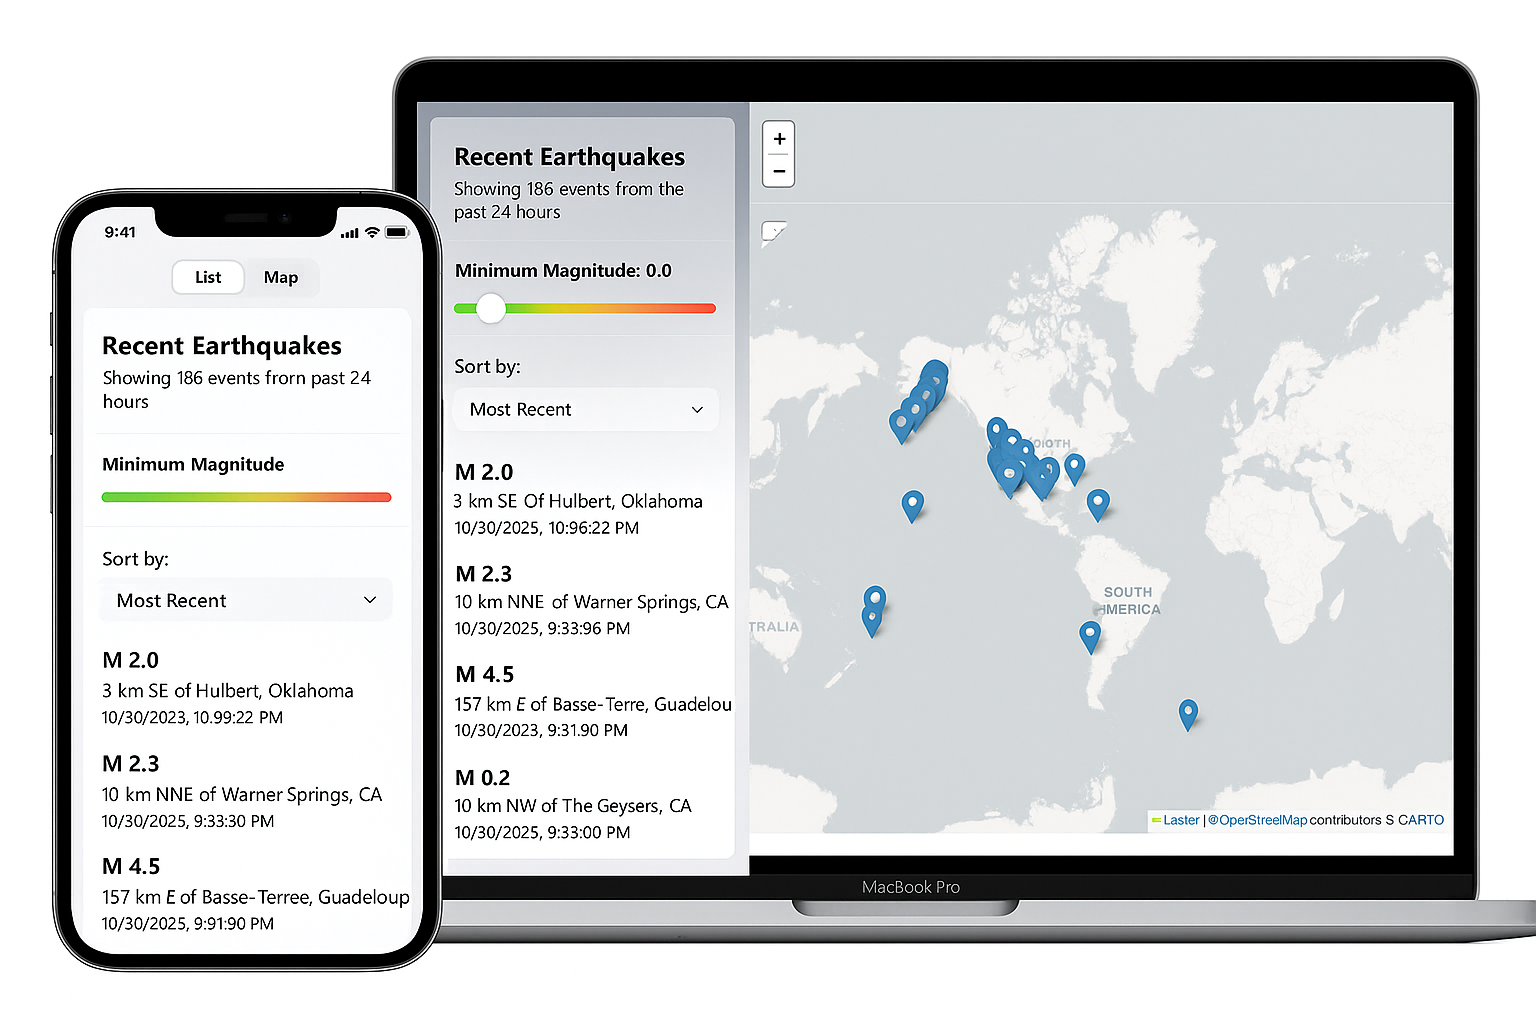 9:41
List Map
Recent Earthquakes
Showing 186 events frorn past 24
hours
Minimum Magnitude
Sort by:
Most Recent
M 2.0
3 km SE of Hulbert, Oklahoma
10/30/2023, 10.99:22 PM
M 2.3
10 km NNE of Warner Springs, CA
10/30/2025, 9:33:30 PM
M 4.5
157 km E of Basse-Terree, Guadeloup
10/30/2025, 9:91:90 PM
Recent Earthquakes
Showing 186 events from the
past 24 hours
Minimum Magnitude: 0.0
Sort by:
Most Recent
M 2.0
3 km SE Of Hulbert, Oklahoma
10/30/2025, 10:96:22 PM
M 2.3
10 km NNE of Warner Springs, CA
10/30/2025, 9:33:96 PM
M 4.5
157 km E of Basse-Terre, Guadelou
10/30/2023, 9:31.90 PM
M 0.2
10 km NW of The Geysers, CA
10/30/2025, 9:33:00 PM
+
−
SOUTH
TRALIA
Laster | @OperStreelMap contributors S CARTO
MacBook Pro